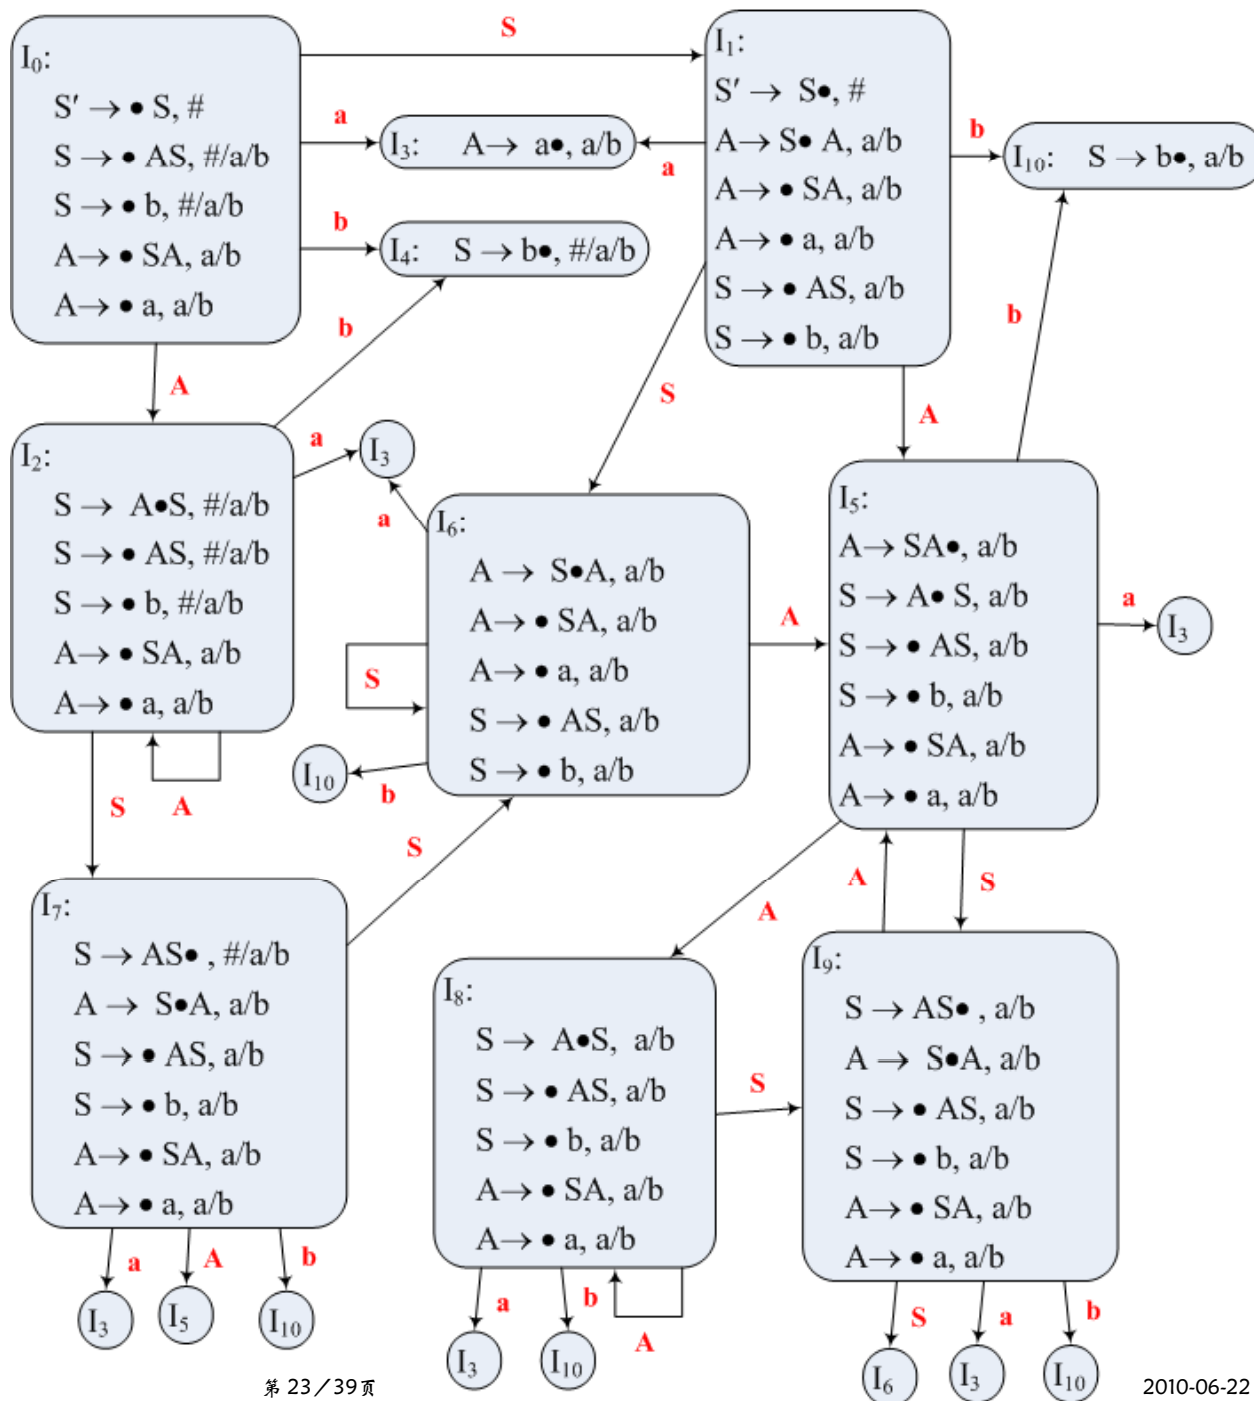 I₀:
S′ → • S, #
S → • AS, #/a/b
S → • b, #/a/b
A → • SA, a/b
A → • a, a/b
S
I₁:
S′ → S•, #
A → S• A, a/b
A → • SA, a/b
A → • a, a/b
S → • AS, a/b
S → • b, a/b
a
I₃: A → a•, a/b
a
b
I₁₀: S → b•, a/b
b
I₄: S → b•, #/a/b
b
b
A
S
A
I₂:
S → A•S, #/a/b
S → • AS, #/a/b
S → • b, #/a/b
A → • SA, a/b
A → • a, a/b
a
I₃
a
I₆:
A → S•A, a/b
A → • SA, a/b
A → • a, a/b
S → • AS, a/b
S → • b, a/b
S
A
I₁₀
b
I₅:
A → SA•, a/b
S → A• S, a/b
S → • AS, a/b
S → • b, a/b
A → • SA, a/b
A → • a, a/b
a
I₃
S
A
S
A
A
S
I₇:
S → AS• , #/a/b
A → S•A, a/b
S → • AS, a/b
S → • b, a/b
A → • SA, a/b
A → • a, a/b
I₈:
S → A•S, a/b
S → • AS, a/b
S → • b, a/b
A → • SA, a/b
A → • a, a/b
S
I₉:
S → AS• , a/b
A → S•A, a/b
S → • AS, a/b
S → • b, a/b
A → • SA, a/b
A → • a, a/b
a
A
b
I₃
I₅
I₁₀
a
b
A
I₃
I₁₀
S
a
b
I₆
I₃
I₁₀
第 23／39页
2010-06-22